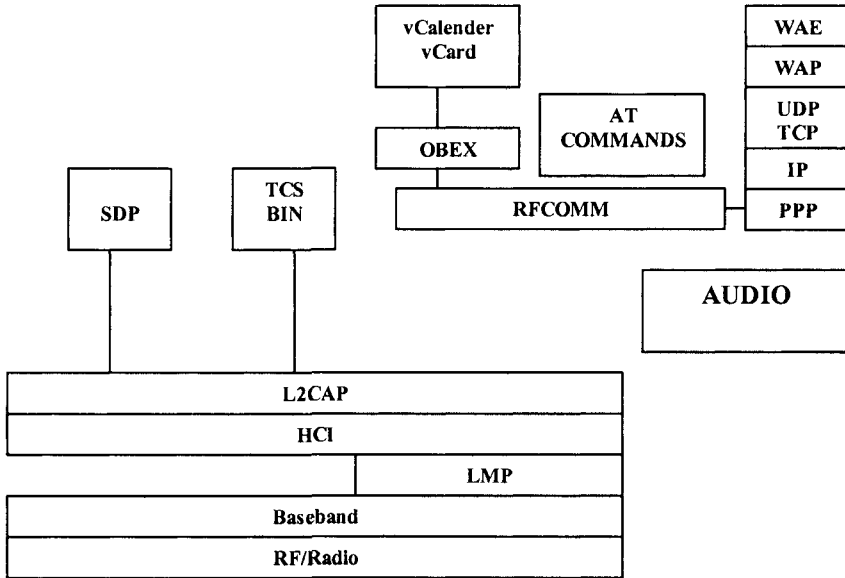 vCalender
vCard
WAE
WAP
UDP
TCP
IP
PPP
AT
COMMANDS
OBEX
RFCOMM
SDP
TCS
BIN
AUDIO
L2CAP
HCI
LMP
Baseband
RF/Radio